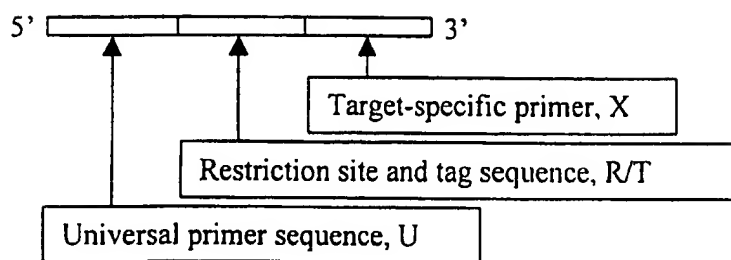 5’ 3’
Target-specific primer, X
Restriction site and tag sequence, R/T
Universal primer sequence, U